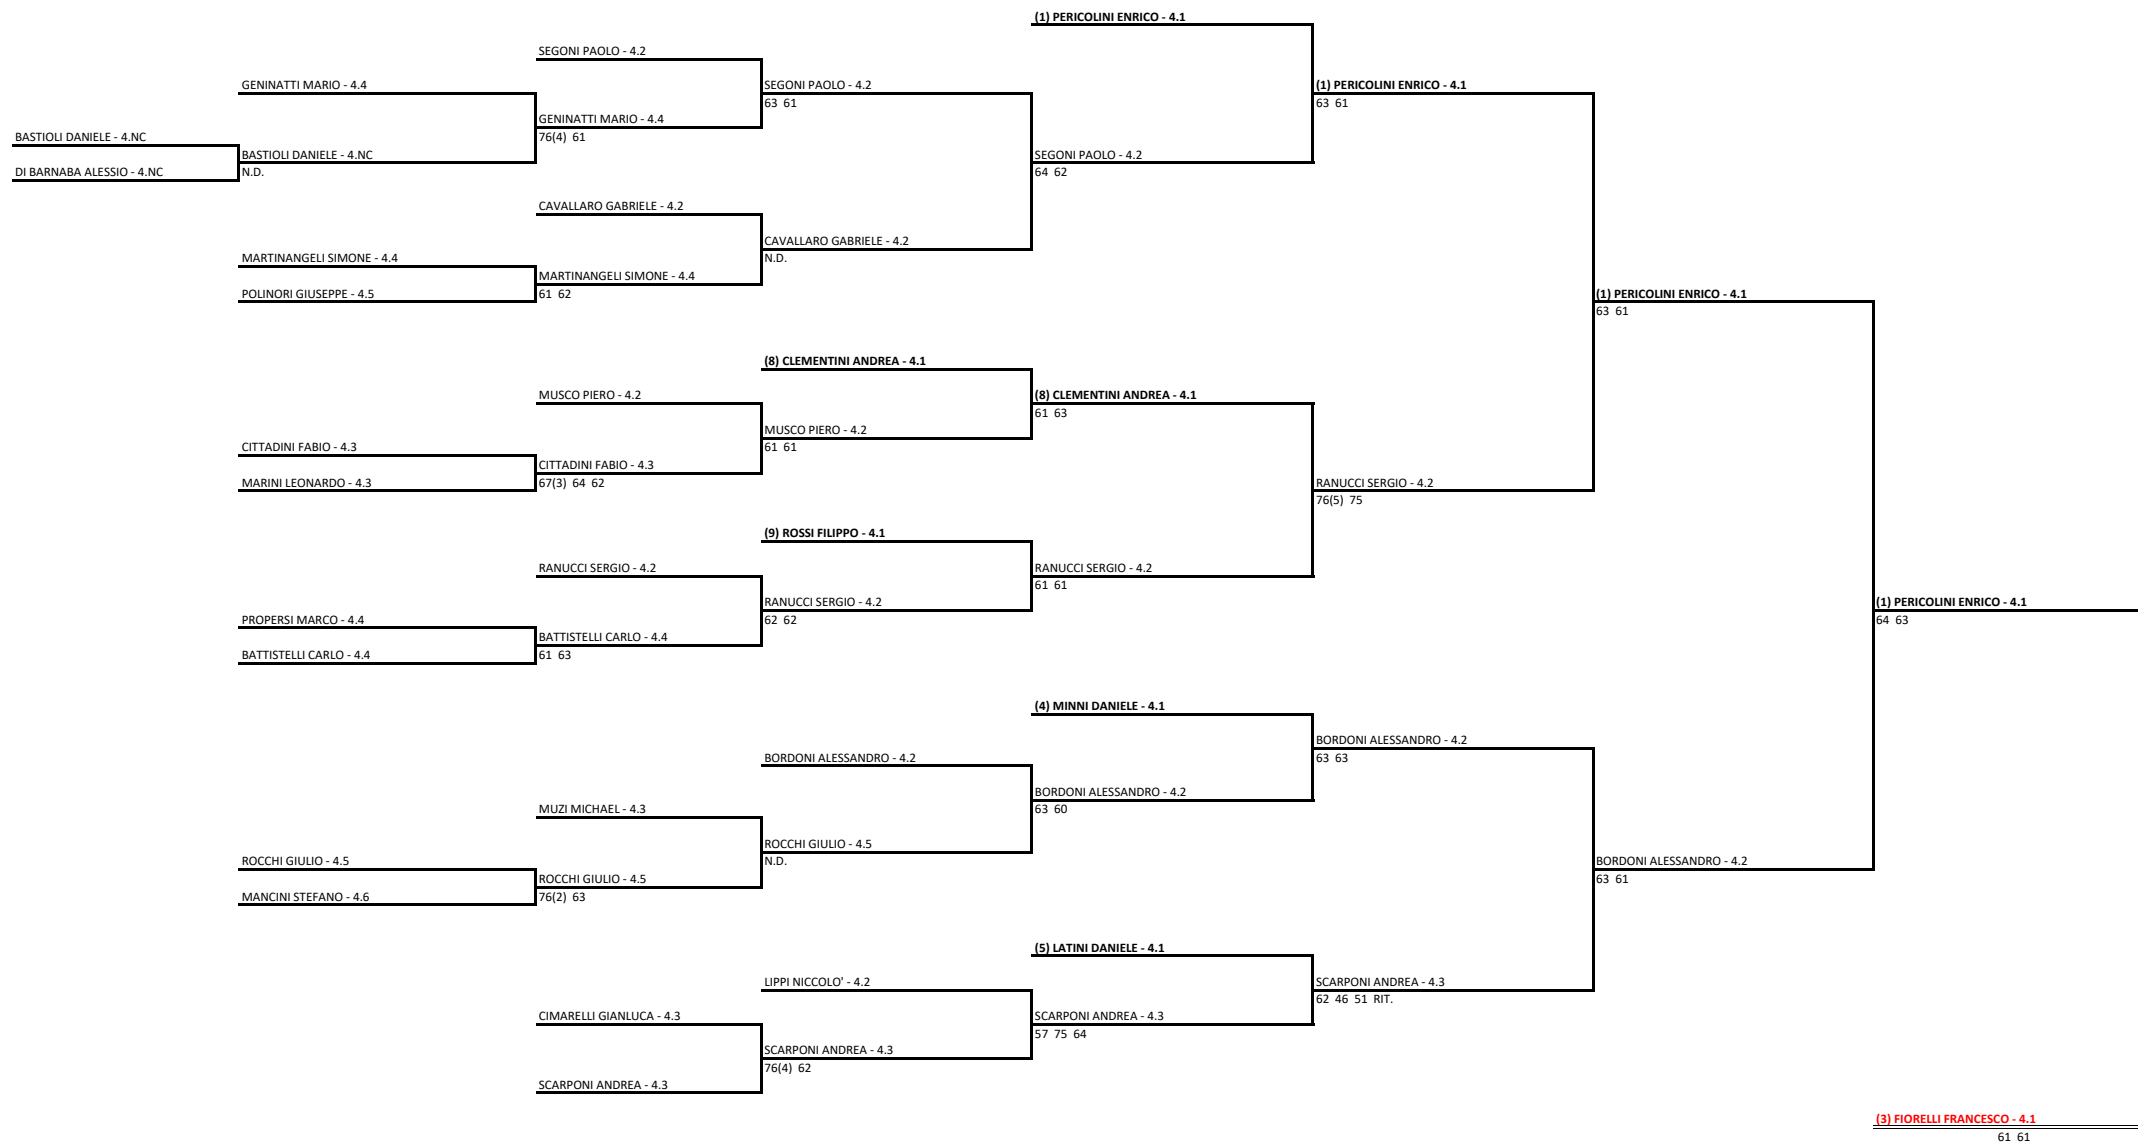 (1) PERICOLINI ENRICO - 4.1
SEGONI PAOLO - 4.2
GENINATTI MARIO - 4.4
SEGONI PAOLO - 4.2
(1) PERICOLINI ENRICO - 4.1
63 61
63 61
GENINATTI MARIO - 4.4
76(4) 61
BASTIOLI DANIELE - 4.NC
BASTIOLI DANIELE - 4.NC
SEGONI PAOLO - 4.2
DI BARNABA ALESSIO - 4.NC
N.D.
64 62
CAVALLARO GABRIELE - 4.2
CAVALLARO GABRIELE - 4.2
N.D.
MARTINANGELI SIMONE - 4.4
MARTINANGELI SIMONE - 4.4
POLINORI GIUSEPPE - 4.5
61 62
(1) PERICOLINI ENRICO - 4.1
63 61
(8) CLEMENTINI ANDREA - 4.1
MUSCO PIERO - 4.2
(8) CLEMENTINI ANDREA - 4.1
61 63
MUSCO PIERO - 4.2
61 61
CITTADINI FABIO - 4.3
CITTADINI FABIO - 4.3
MARINI LEONARDO - 4.3
67(3) 64 62
RANUCCI SERGIO - 4.2
76(5) 75
(9) ROSSI FILIPPO - 4.1
RANUCCI SERGIO - 4.2
RANUCCI SERGIO - 4.2
61 61
RANUCCI SERGIO - 4.2
62 62
(1) PERICOLINI ENRICO - 4.1
64 63
PROPERSI MARCO - 4.4
BATTISTELLI CARLO - 4.4
BATTISTELLI CARLO - 4.4
61 63
(4) MINNI DANIELE - 4.1
BORDONI ALESSANDRO - 4.2
63 63
BORDONI ALESSANDRO - 4.2
BORDONI ALESSANDRO - 4.2
63 60
MUZI MICHAEL - 4.3
ROCCHI GIULIO - 4.5
N.D.
ROCCHI GIULIO - 4.5
BORDONI ALESSANDRO - 4.2
63 61
ROCCHI GIULIO - 4.5
MANCINI STEFANO - 4.6
76(2) 63
(5) LATINI DANIELE - 4.1
LIPPI NICCOLO' - 4.2
SCARPONI ANDREA - 4.3
62 46 51 RIT.
CIMARELLI GIANLUCA - 4.3
SCARPONI ANDREA - 4.3
57 75 64
SCARPONI ANDREA - 4.3
76(4) 62
SCARPONI ANDREA - 4.3
(3) FIORELLI FRANCESCO - 4.1
61 61